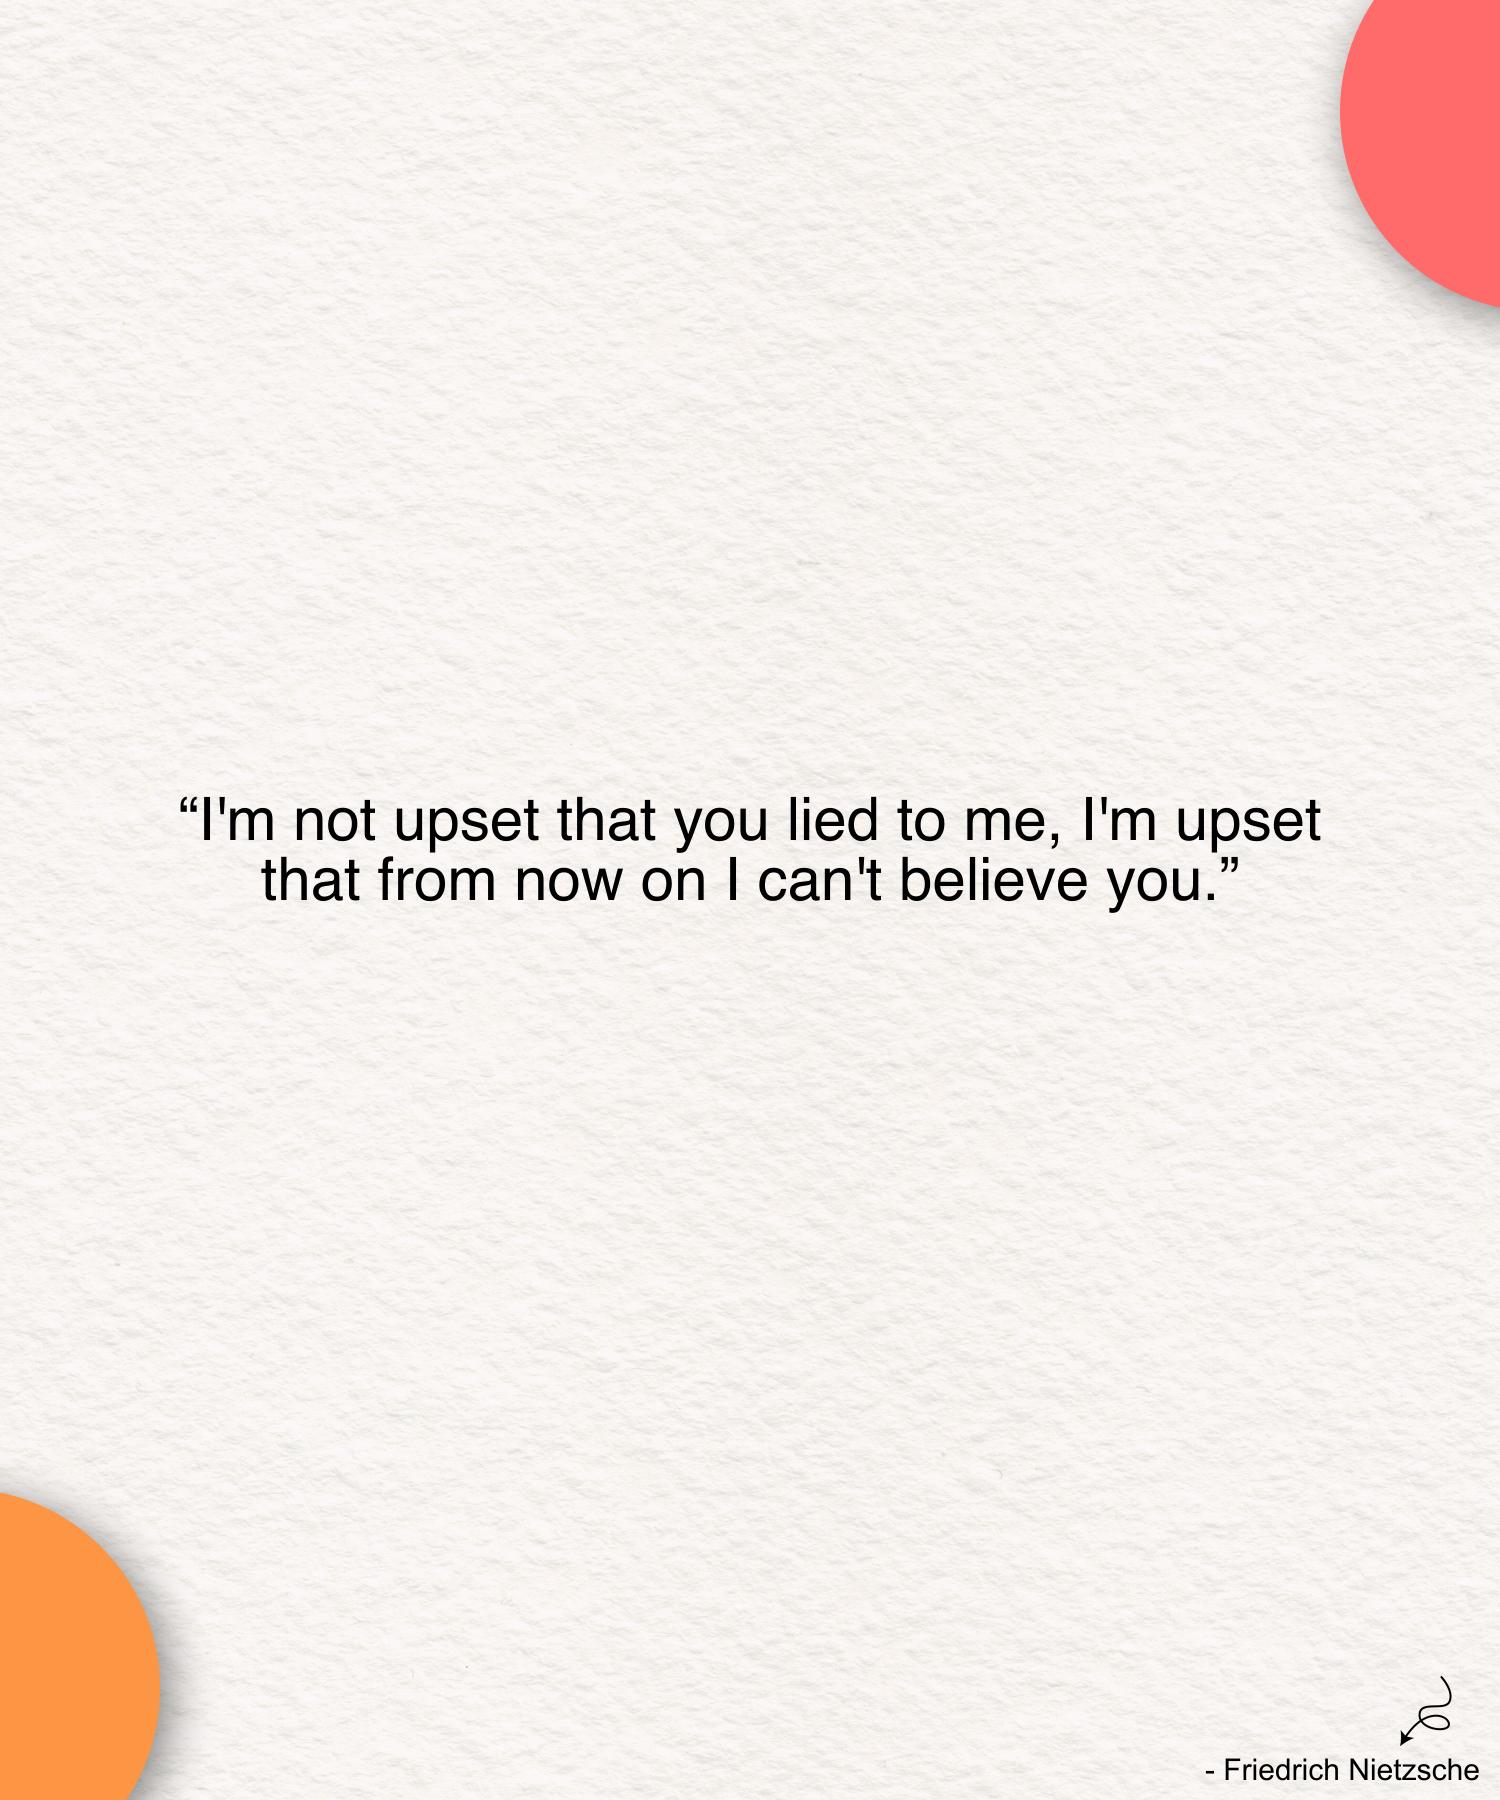 “I'm not upset that you lied to me, I'm upset
that from now on I can't believe you.”
- Friedrich Nietzsche